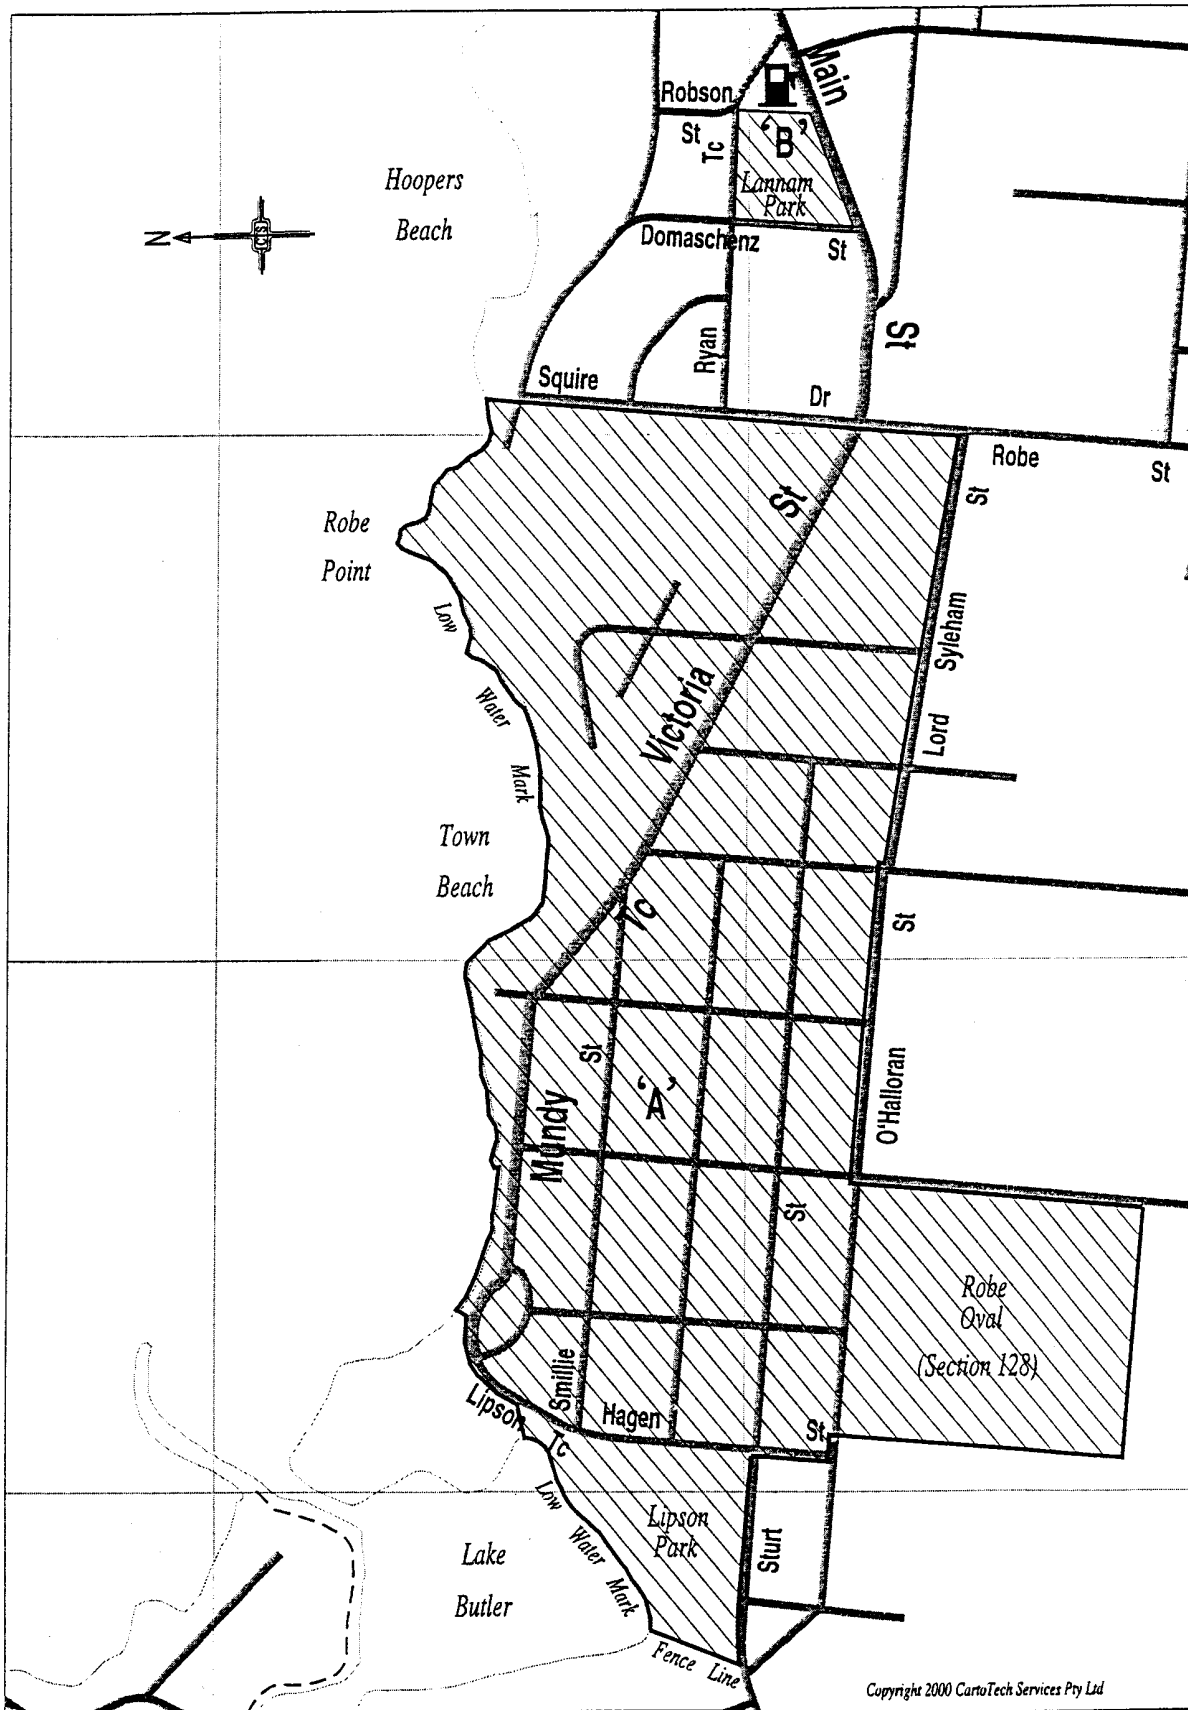 Main
Robson
St
Tc
'B'
Lannam
Park
Hoopers
Beach
N
CTS
Domaschenz
St
St
Ryan
Squire
Dr
Robe
St
St
Robe
Point
St
Low
Syleham
Water
Victoria
Lord
Mark
Town
Beach
Tc
St
St
'A'
O'Halloran
Mundy
St
Robe
Oval
(Section 128)
Smillie
Lipson
Tc
Hagen
St
Low
Water
Mark
Lipson
Park
Sturt
Lake
Butler
Fence Line
Copyright 2000 CartoTech Services Pty Ltd